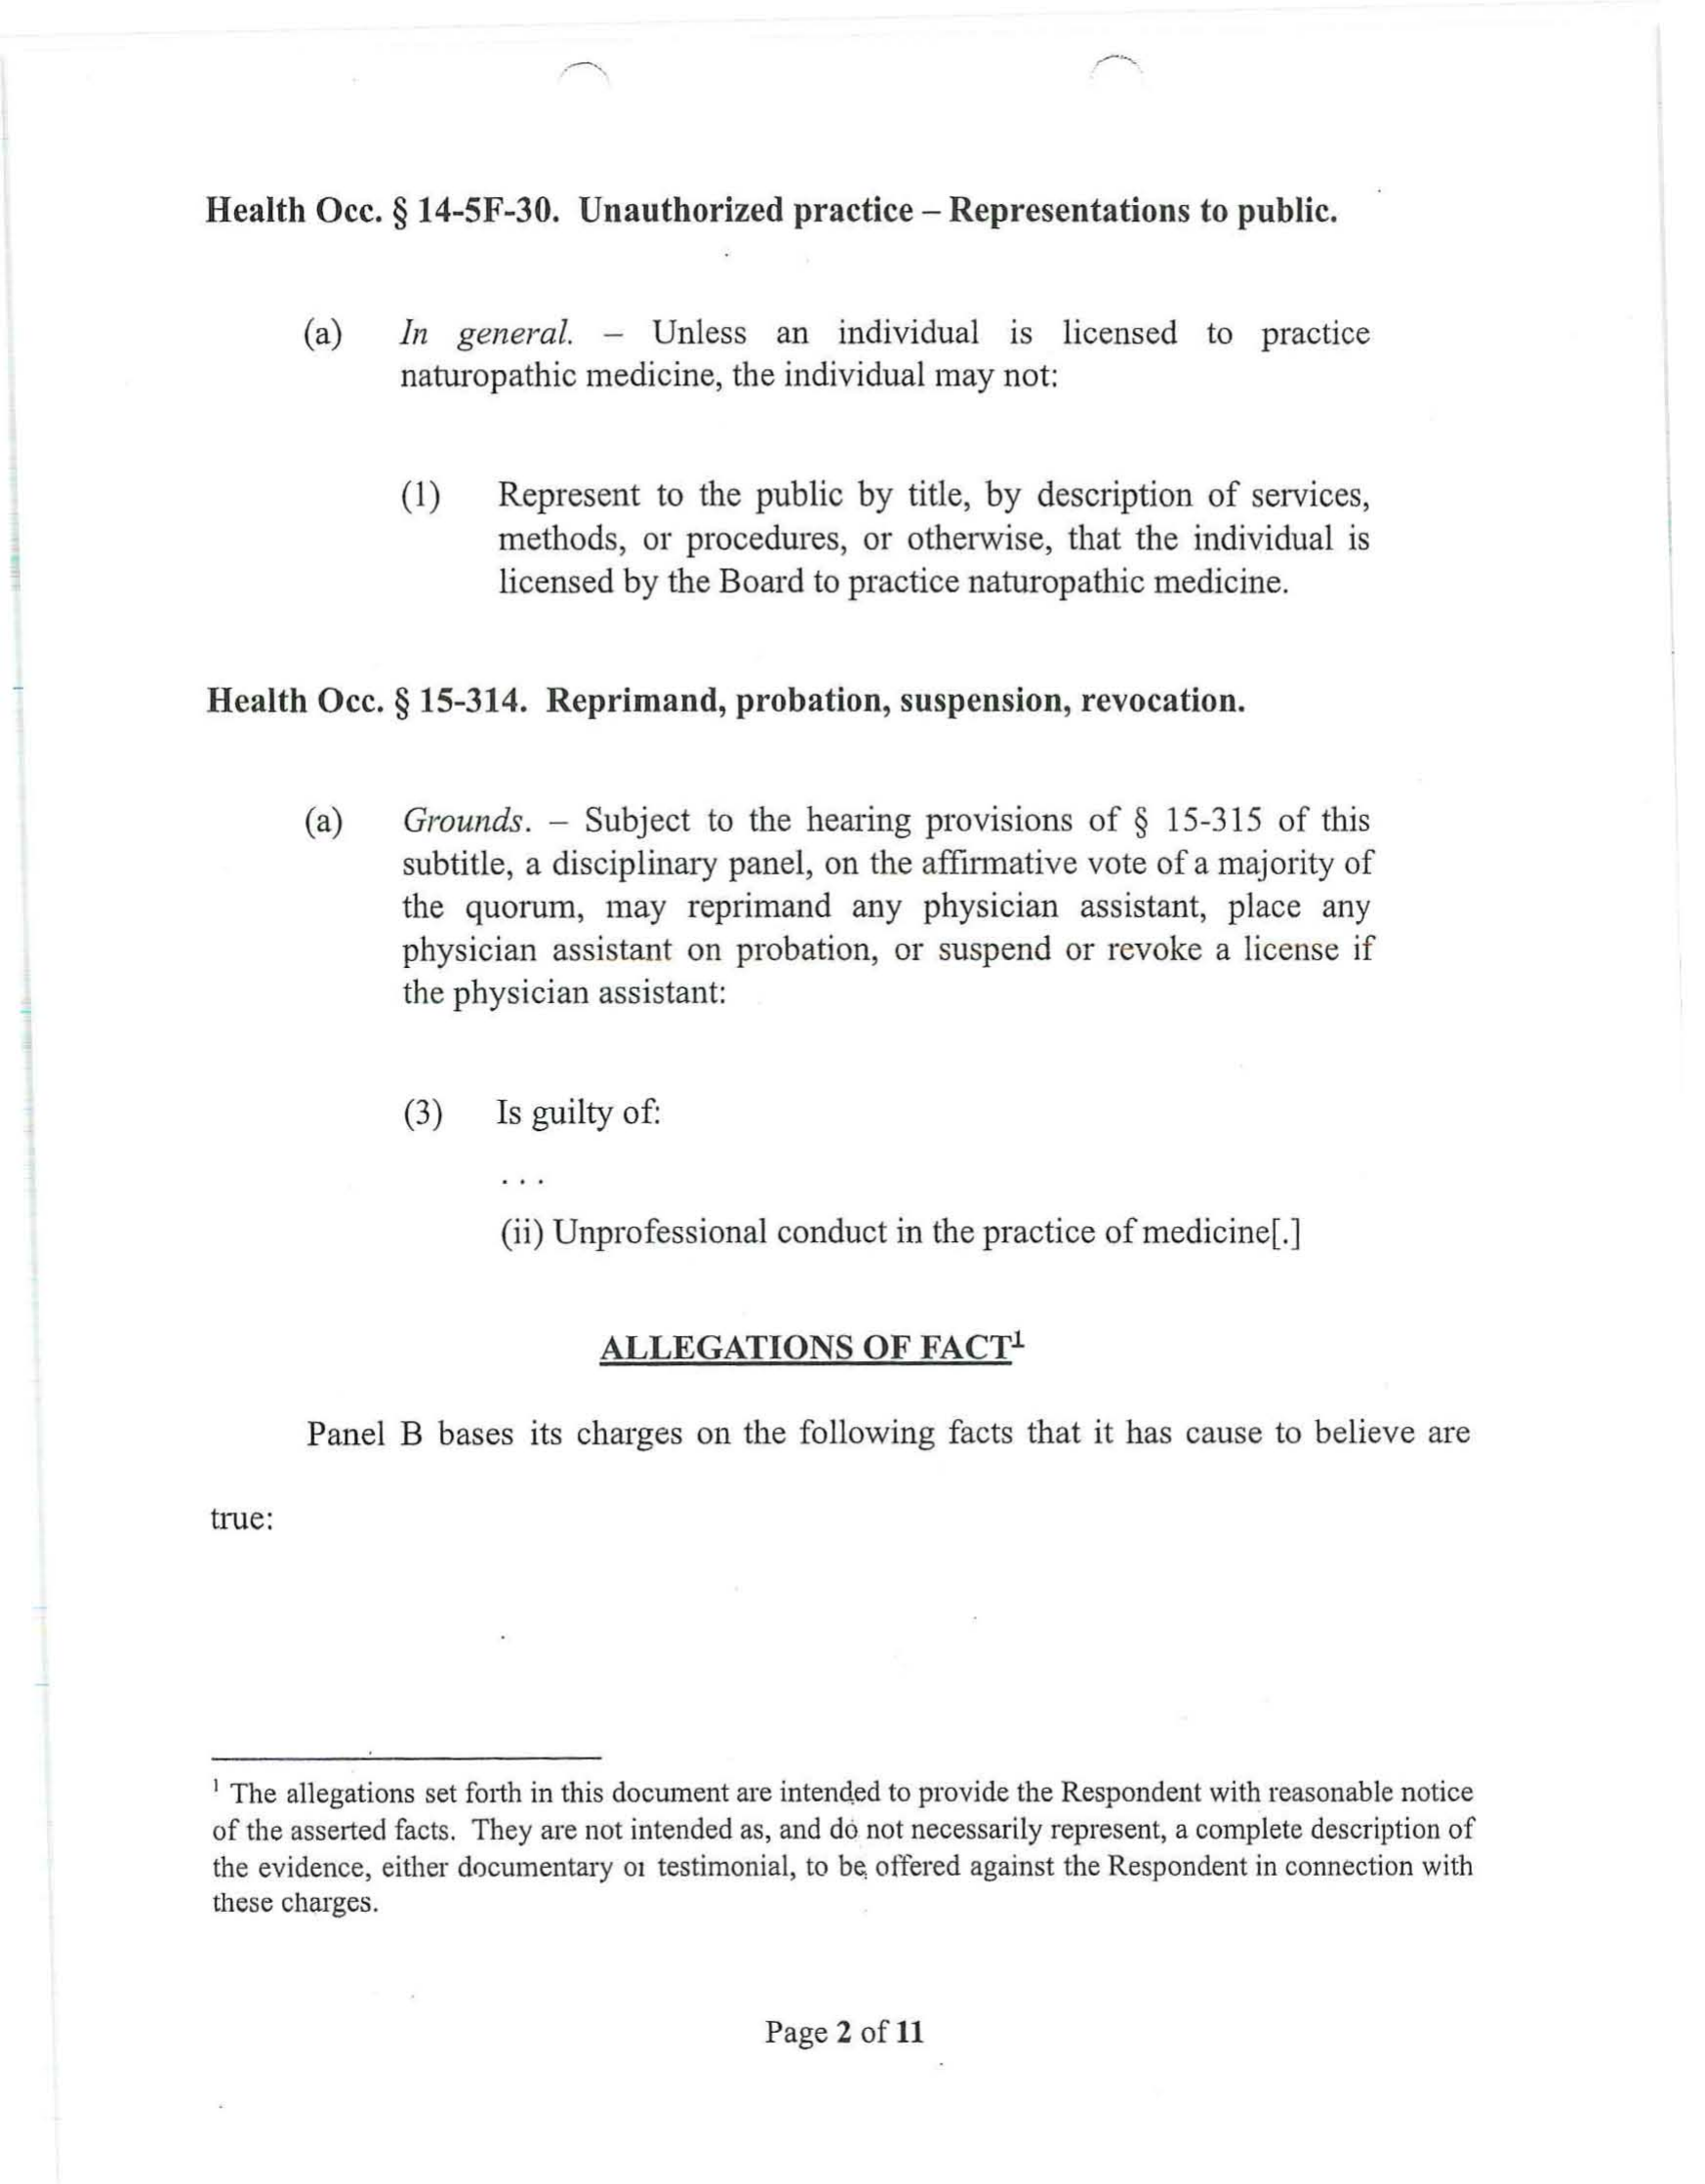 Health Occ. § 14-5F-30. Unauthorized practice – Representations to public.
(a) In general. – Unless an individual is licensed to practice
naturopathic medicine, the individual may not:
(1) Represent to the public by title, by description of services,
methods, or procedures, or otherwise, that the individual is
licensed by the Board to practice naturopathic medicine.
Health Occ. § 15-314. Reprimand, probation, suspension, revocation.
(a) Grounds. – Subject to the hearing provisions of § 15-315 of this
subtitle, a disciplinary panel, on the affirmative vote of a majority of
the quorum, may reprimand any physician assistant, place any
physician assistant on probation, or suspend or revoke a license if
the physician assistant:
(3) Is guilty of:
. . .
(ii) Unprofessional conduct in the practice of medicine[.]
ALLEGATIONS OF FACT¹
Panel B bases its charges on the following facts that it has cause to believe are
true:
¹ The allegations set forth in this document are intended to provide the Respondent with reasonable notice
of the asserted facts. They are not intended as, and do not necessarily represent, a complete description of
the evidence, either documentary or testimonial, to be offered against the Respondent in connection with
these charges.
Page 2 of 11